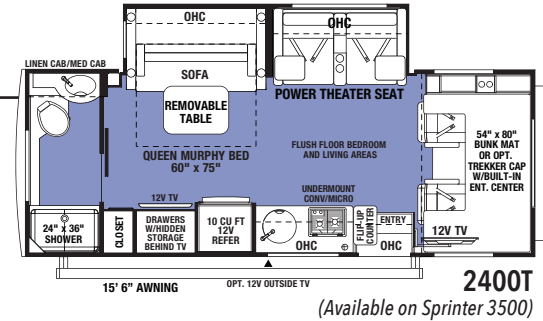 OHC
OHC
LINEN CAB/MED CAB
SOFA
POWER THEATER SEAT
REMOVABLE
TABLE
QUEEN MURPHY BED
60" x 75"
FLUSH FLOOR BEDROOM
AND LIVING AREAS
54" x 80"
BUNK MAT
OR OPT.
TREKKER CAP
W/BUILT-IN
ENT. CENTER
UNDERMOUNT
CONV/MICRO
12V TV
24" x 36"
SHOWER
CLOSET
DRAWERS
W/HIDDEN
STORAGE
BEHIND TV
10 CU FT
12V
REFER
OHC
FLIP-UP
COUNTER
ENTRY
OHC
12V TV
15' 6" AWNING
OPT. 12V OUTSIDE TV
2400T
(Available on Sprinter 3500)